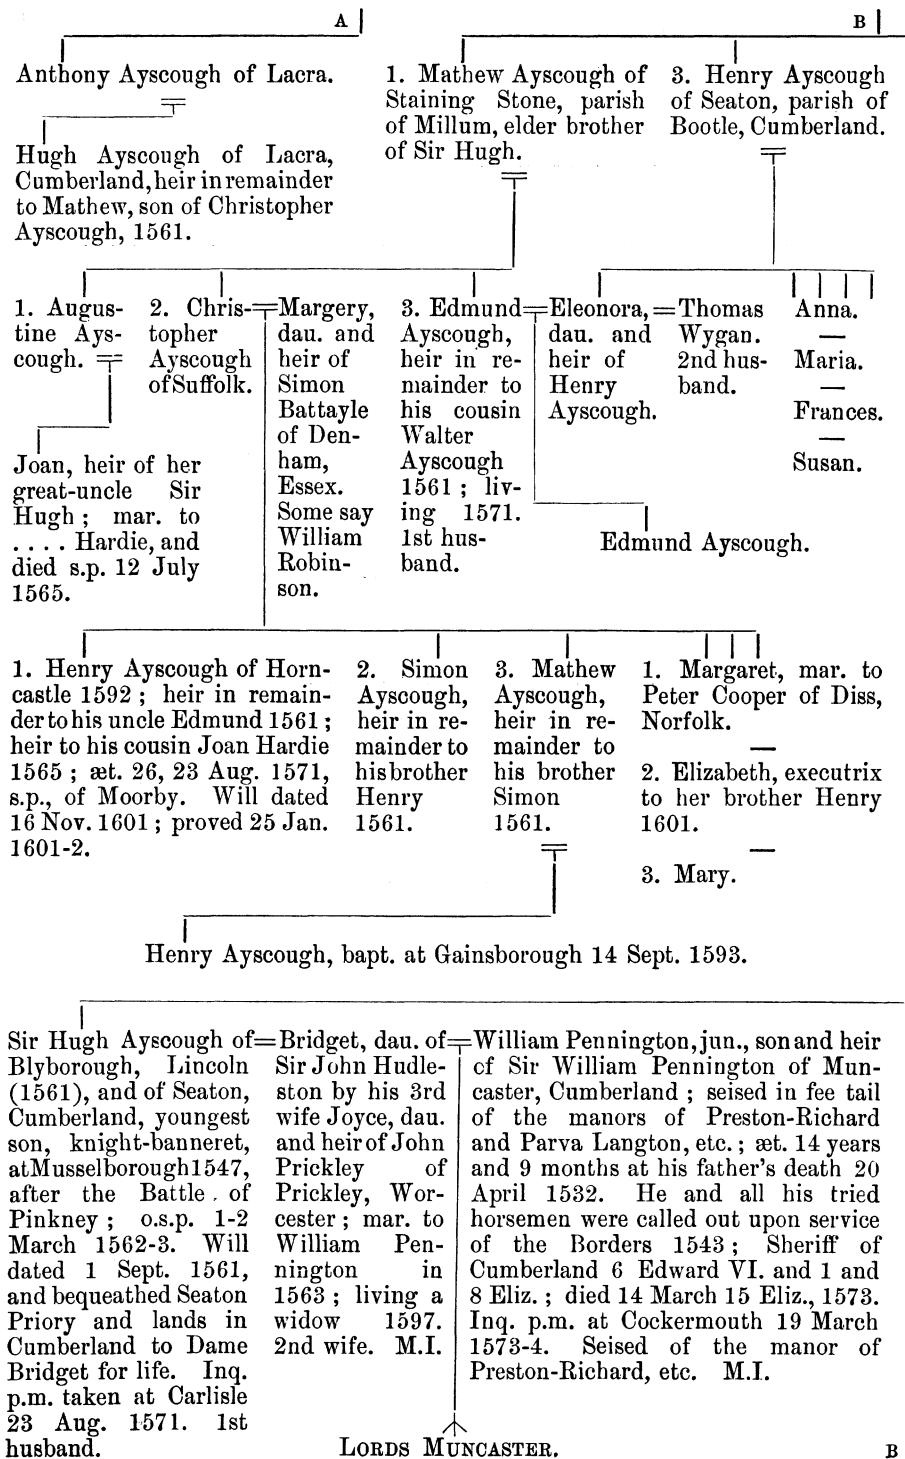 A
B
Anthony Ayscough of Lacra.
Hugh Ayscough of Lacra,
Cumberland, heir in remainder
to Mathew, son of Christopher
Ayscough, 1561.
1. Mathew Ayscough of
Staining Stone, parish
of Millum, elder brother
of Sir Hugh.
3. Henry Ayscough
of Seaton, parish of
Bootle, Cumberland.
1. Augus-
tine Ays-
cough.
2. Chris-
topher
Ayscough
of Suffolk.
Margery,
dau. and
heir of
Simon
Battayle
of Den-
ham,
Essex.
Some say
William
Robin-
son.
3. Edmund
Ayscough,
heir in re-
mainder to
his cousin
Walter
Ayscough
1561 ; liv-
ing 1571.
1st hus-
band.
Eleonora,
dau. and
heir of
Henry
Ayscough.
= Thomas
Wygan.
2nd hus-
band.
Anna.
—
Maria.
—
Frances.
—
Susan.
Joan, heir of her
great-uncle Sir
Hugh ; mar. to
. . . . Hardie, and
died s.p. 12 July
1565.
Edmund Ayscough.
1. Henry Ayscough of Horn-
castle 1592 ; heir in remain-
der to his uncle Edmund 1561 ;
heir to his cousin Joan Hardie
1565 ; æt. 26, 23 Aug. 1571,
s.p., of Moorby. Will dated
16 Nov. 1601 ; proved 25 Jan.
1601-2.
2. Simon
Ayscough,
heir in re-
mainder to
his brother
Henry
1561.
3. Mathew
Ayscough,
heir in re-
mainder to
his brother
Simon
1561.
1. Margaret, mar. to
Peter Cooper of Diss,
Norfolk.
—
2. Elizabeth, executrix
to her brother Henry
1601.
—
3. Mary.
Henry Ayscough, bapt. at Gainsborough 14 Sept. 1593.
Sir Hugh Ayscough of=
Blyborough, Lincoln
(1561), and of Seaton,
Cumberland, youngest
son, knight-banneret,
at Musselborough 1547,
after the Battle of
Pinkney ; o.s.p. 1-2
March 1562-3. Will
dated 1 Sept. 1561,
and bequeathed Seaton
Priory and lands in
Cumberland to Dame
Bridget for life. Inq.
p.m. taken at Carlisle
23 Aug. 1571. 1st
husband.
Bridget, dau. of
Sir John Hudle-
ston by his 3rd
wife Joyce, dau.
and heir of John
Prickley of
Prickley, Wor-
cester ; mar. to
William Pen-
nington in
1563 ; living a
widow 1597.
2nd wife. M.I.
William Pennington, jun., son and heir
of Sir William Pennington of Mun-
caster, Cumberland ; seised in fee tail
of the manors of Preston-Richard
and Parva Langton, etc. ; æt. 14 years
and 9 months at his father's death 20
April 1532. He and all his tried
horsemen were called out upon service
of the Borders 1543 ; Sheriff of
Cumberland 6 Edward VI. and 1 and
8 Eliz. ; died 14 March 15 Eliz., 1573.
Inq. p.m. at Cockermouth 19 March
1573-4. Seised of the manor of
Preston-Richard, etc. M.I.
LORDS MUNCASTER.
B